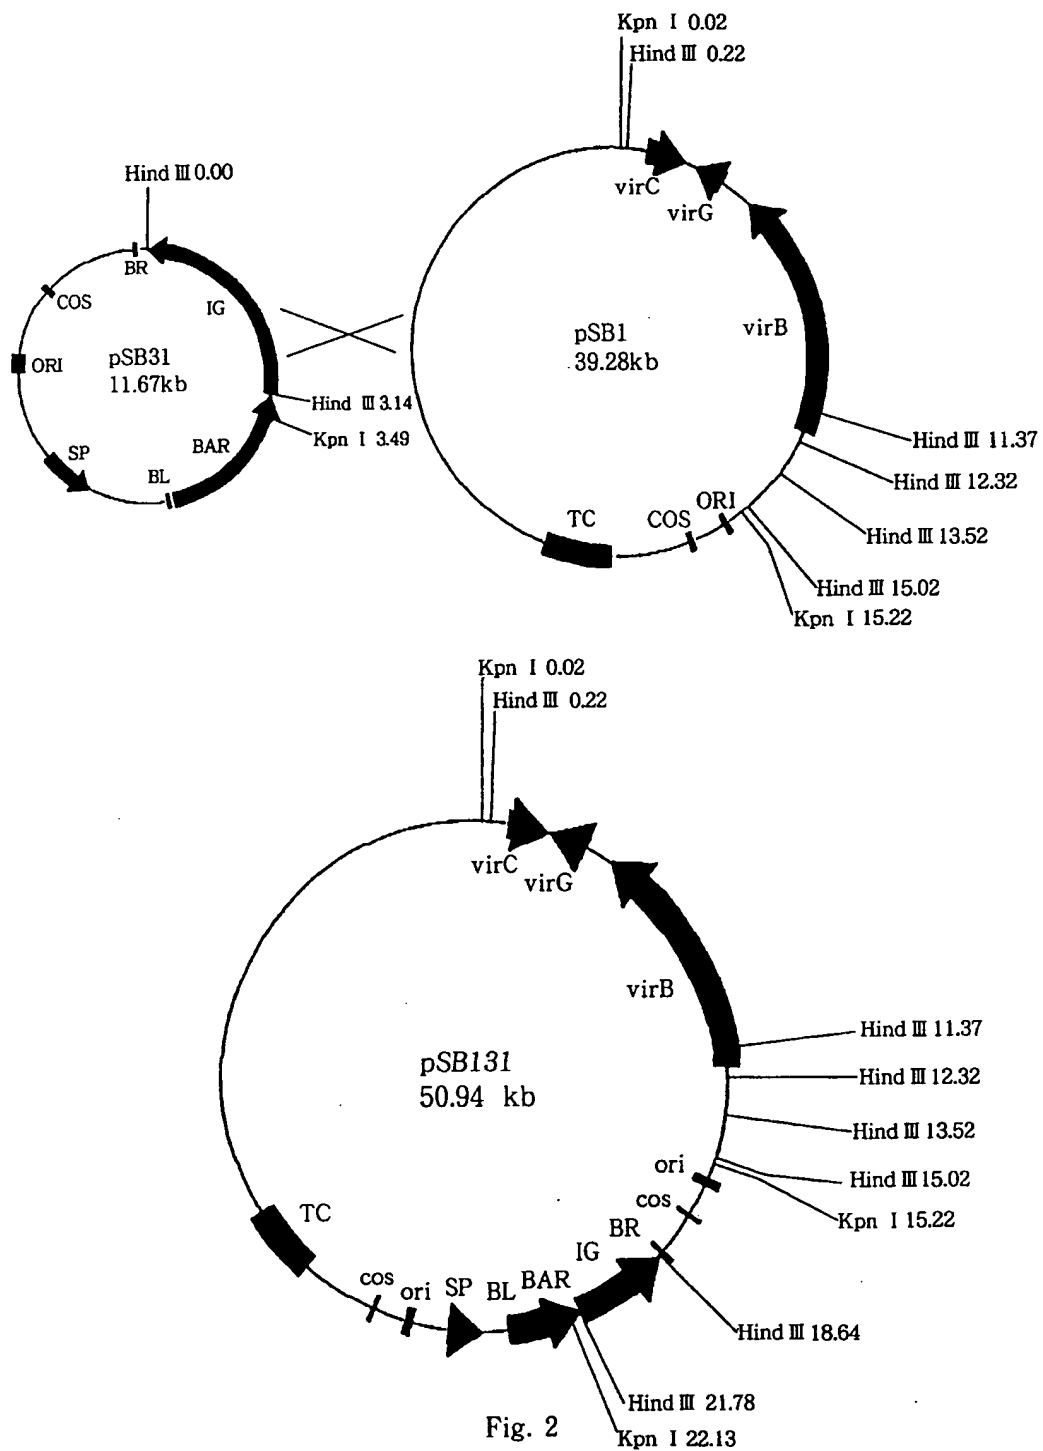 Kpn I 0.02
Hind III 0.22
virC
virG
Hind III 0.00
BR
COS
IG
ORI
pSB31
11.67kb
SP
BL
BAR
Hind III 3.14
Kpn I 3.49
pSB1
39.28kb
virB
Hind III 11.37
Hind III 12.32
Hind III 13.52
Hind III 15.02
Kpn I 15.22
ORI
COS
TC
Kpn I 0.02
Hind III 0.22
virC
virG
virB
pSB131
50.94 kb
Hind III 11.37
Hind III 12.32
Hind III 13.52
Hind III 15.02
Kpn I 15.22
ori
cos
BR
IG
BAR
BL
SP
ori
cos
TC
Hind III 18.64
Hind III 21.78
Kpn I 22.13
Fig. 2